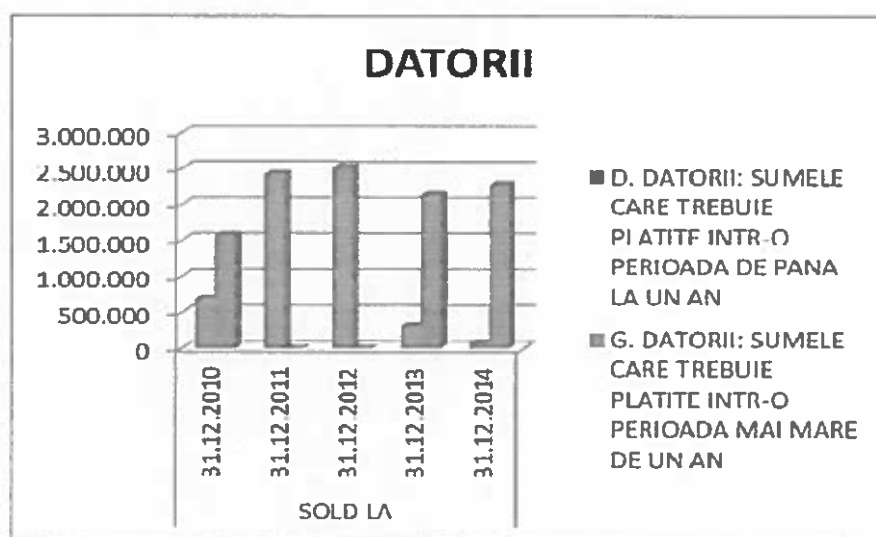 DATORII
3.000.000
2.500.000
2.000.000
1.500.000
1.000.000
500.000
0
31.12.2010
31.12.2011
31.12.2012
31.12.2013
31.12.2014
SOLD LA
D. DATORII: SUMELE
CARE TREBUIE
PLATITE INTR-O
PERIOADA DE PANA
LA UN AN
G. DATORII: SUMELE
CARE TREBUIE
PLATITE INTR-O
PERIOADA MAI MARE
DE UN AN